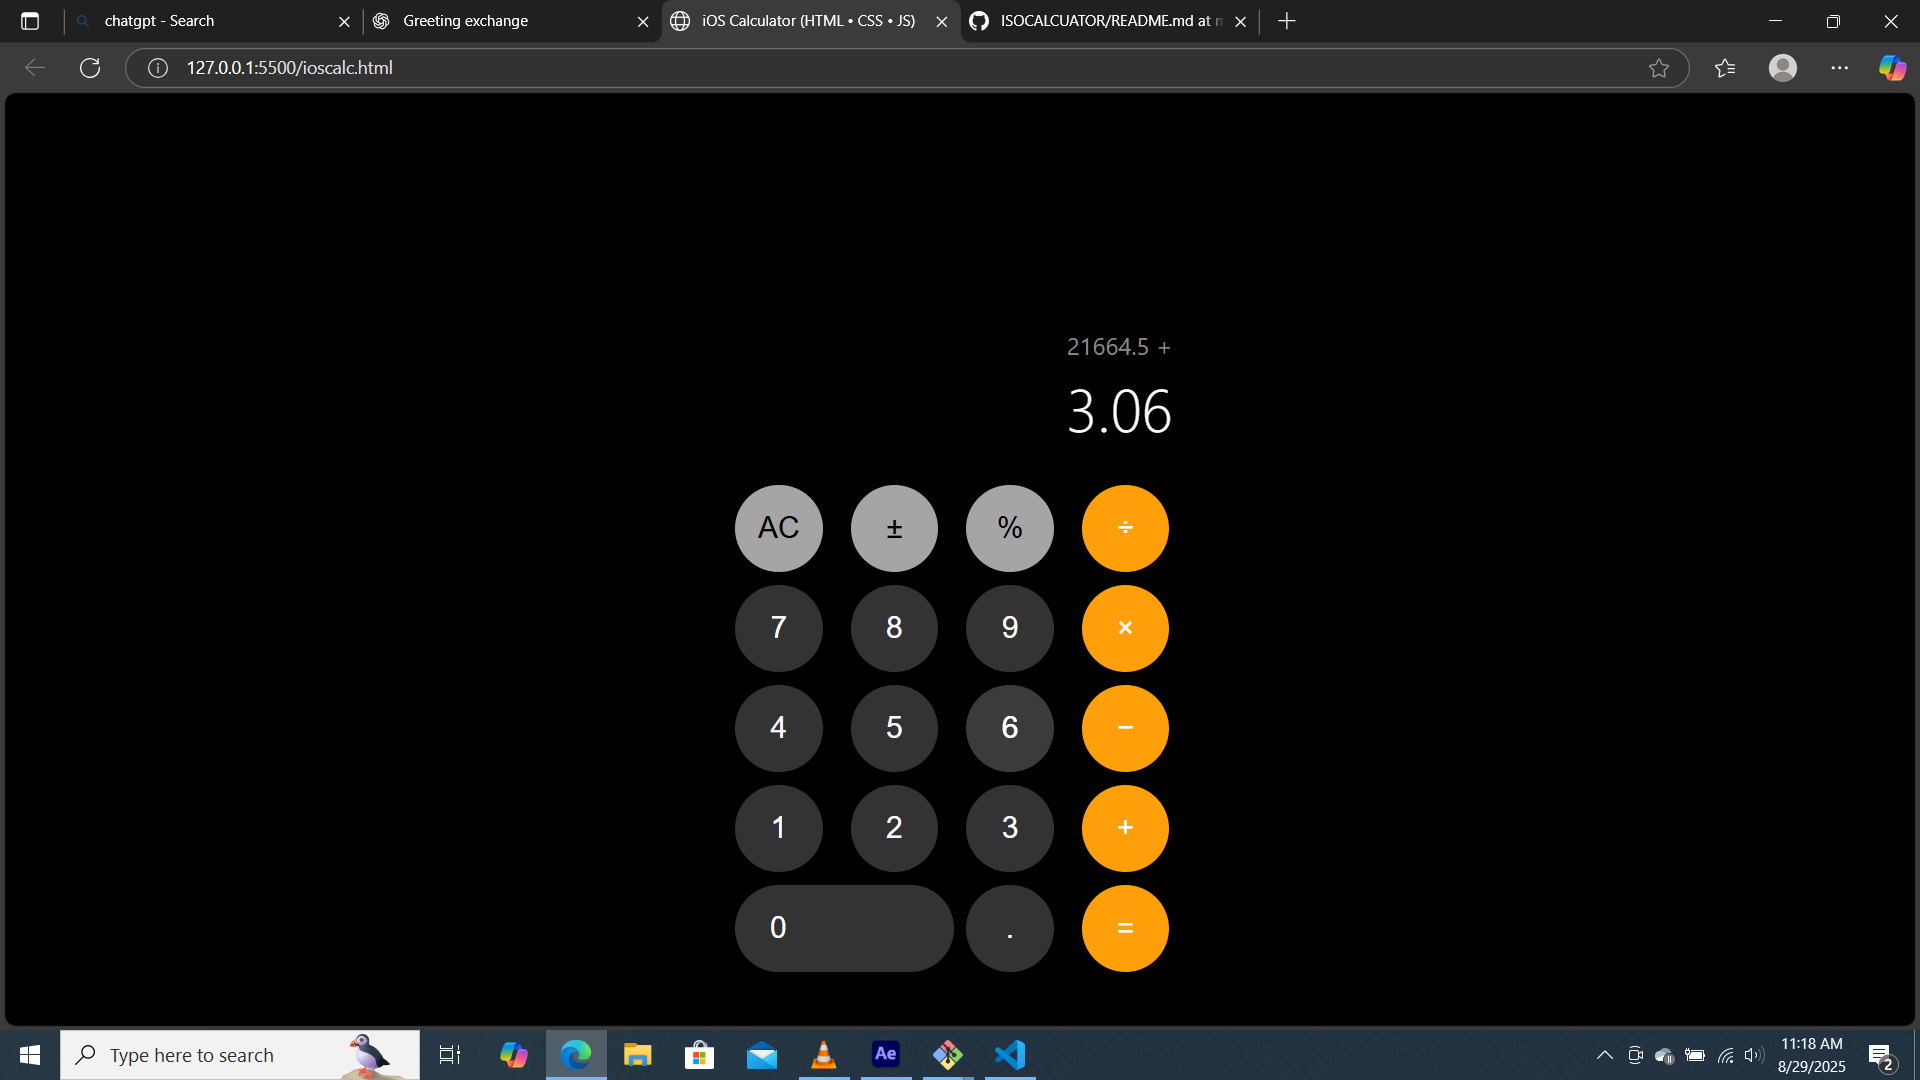 chatgpt - Search
Greeting exchange
iOS Calculator (HTML • CSS • JS)
ISOCALCUATOR/README.md at
127.0.0.1:5500/ioscalc.html
21664.5 +
3.06
AC ± % ÷
7 8 9 ×
4 5 6 −
1 2 3 +
0 . =
Type here to search
Ae
11:18 AM
8/29/2025
2